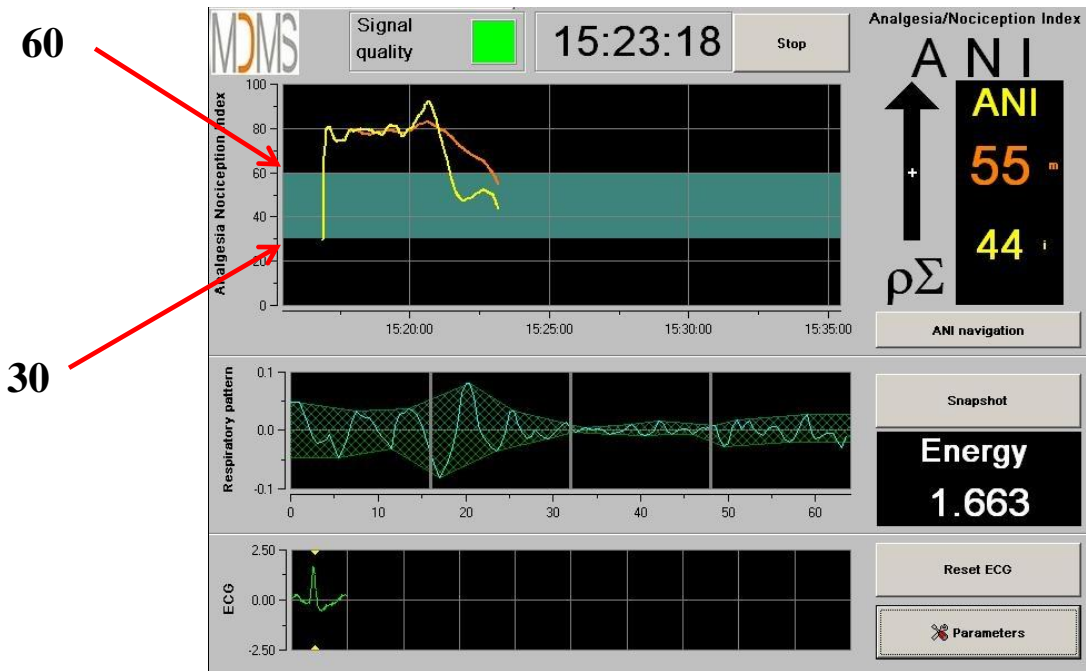 60
30
MDMS
Signal
quality
15:23:18
Stop
Analgesia/Nociception Index
A N I
Analgesia Nociception Index
100
80
60
40
20
0
15:20:00
15:25:00
15:30:00
15:35:00
+
ρΣ
ANI
55 m
44 i
ANI navigation
Respiratory pattern
0.1
0.0
-0.1
0
10
20
30
40
50
60
Snapshot
Energy
1.663
ECG
2.50
0.00
-2.50
Reset ECG
Parameters